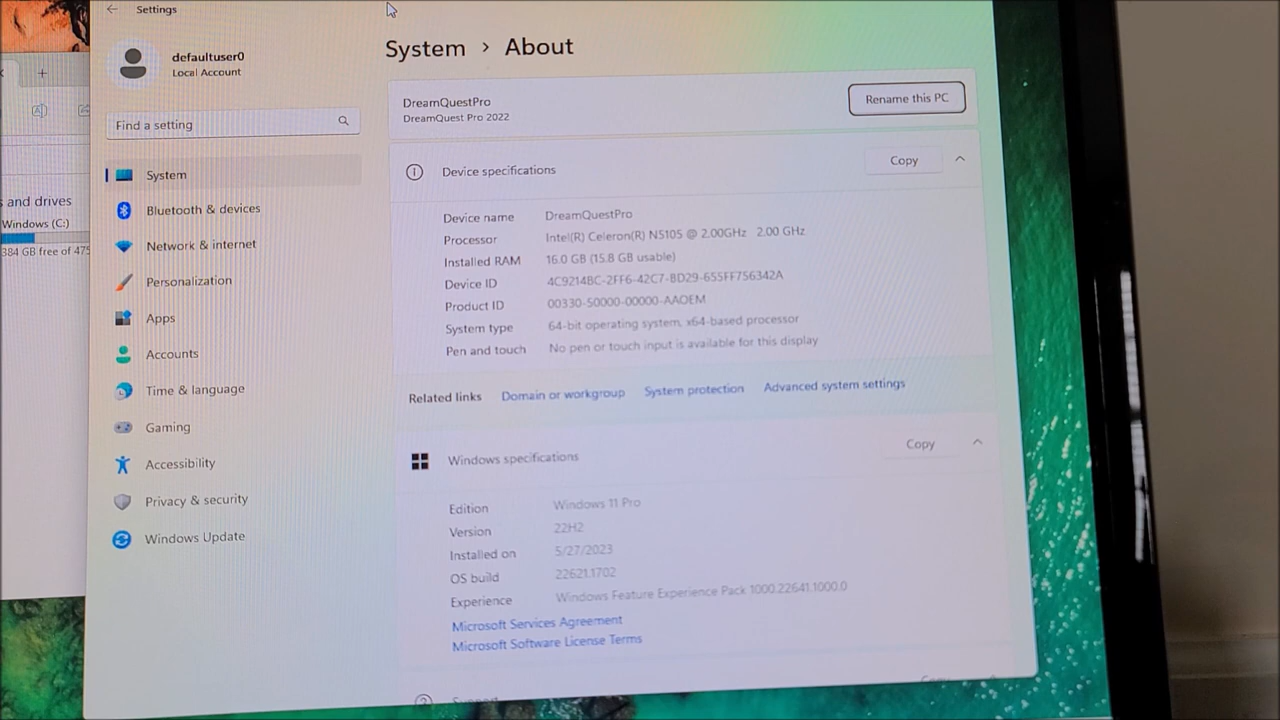 Settings
defaultuser0
Local Account
Find a setting
System
Bluetooth & devices
Network & internet
Personalization
Apps
Accounts
Time & language
Gaming
Accessibility
Privacy & security
Windows Update
s and drives
Windows (C:)
384 GB free of 475
System > About
DreamQuestPro
DreamQuest Pro 2022
Rename this PC
Device specifications
Copy
Device name DreamQuestPro
Processor Intel(R) Celeron(R) N5105 @ 2.00GHz 2.00 GHz
Installed RAM 16.0 GB (15.8 GB usable)
Device ID 4C9214BC-2FF6-42C7-BD29-655FF756342A
Product ID 00330-50000-00000-AAOEM
System type 64-bit operating system, x64-based processor
Pen and touch No pen or touch input is available for this display
Related links Domain or workgroup System protection Advanced system settings
Windows specifications
Copy
Edition Windows 11 Pro
Version 22H2
Installed on 5/27/2023
OS build 22621.1702
Experience Windows Feature Experience Pack 1000.22641.1000.0
Microsoft Services Agreement
Microsoft Software License Terms